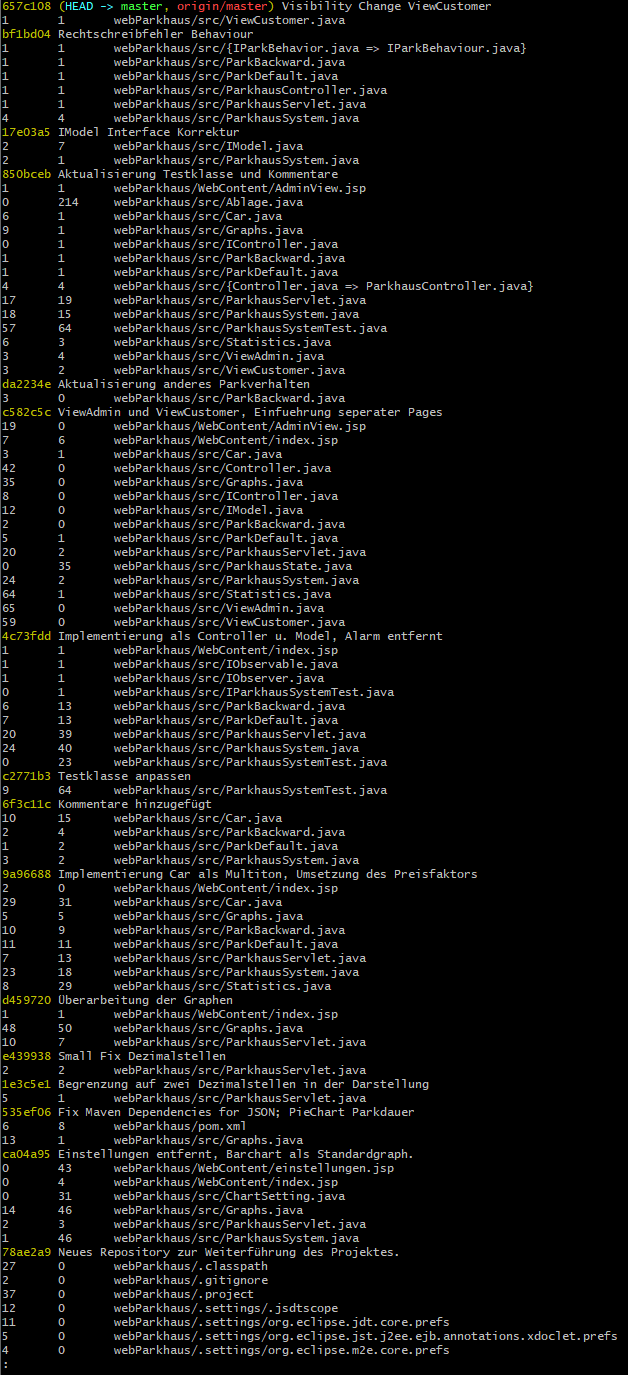 657c108 (HEAD -> master, origin/master) Visibility Change ViewCustomer
1 1 webParkhaus/src/ViewCustomer.java
bf1bd04 Rechtschreibfehler Behaviour
1 1 webParkhaus/src/{IParkBehavior.java => IParkBehaviour.java}
1 1 webParkhaus/src/ParkBackward.java
1 1 webParkhaus/src/ParkDefault.java
1 1 webParkhaus/src/ParkhausController.java
1 1 webParkhaus/src/ParkhausServlet.java
4 4 webParkhaus/src/ParkhausSystem.java
17e03a5 IModel Interface Korrektur
2 7 webParkhaus/src/IModel.java
2 1 webParkhaus/src/ParkhausSystem.java
850bceb Aktualisierung Testklasse und Kommentare
1 1 webParkhaus/WebContent/AdminView.jsp
0 214 webParkhaus/src/Ablage.java
6 1 webParkhaus/src/Car.java
9 1 webParkhaus/src/Graphs.java
0 1 webParkhaus/src/IController.java
1 1 webParkhaus/src/ParkBackward.java
1 1 webParkhaus/src/ParkDefault.java
4 4 webParkhaus/src/{Controller.java => ParkhausController.java}
17 19 webParkhaus/src/ParkhausServlet.java
18 15 webParkhaus/src/ParkhausSystem.java
57 64 webParkhaus/src/ParkhausSystemTest.java
6 3 webParkhaus/src/Statistics.java
3 4 webParkhaus/src/ViewAdmin.java
3 2 webParkhaus/src/ViewCustomer.java
da2234e Aktualisierung anderes Parkverhalten
3 0 webParkhaus/src/ParkBackward.java
c582c5c ViewAdmin und ViewCustomer, Einfuehrung seperater Pages
19 0 webParkhaus/WebContent/AdminView.jsp
7 6 webParkhaus/WebContent/index.jsp
3 1 webParkhaus/src/Car.java
42 0 webParkhaus/src/Controller.java
35 0 webParkhaus/src/Graphs.java
8 0 webParkhaus/src/IController.java
12 0 webParkhaus/src/IModel.java
2 0 webParkhaus/src/ParkBackward.java
5 1 webParkhaus/src/ParkDefault.java
20 2 webParkhaus/src/ParkhausServlet.java
0 35 webParkhaus/src/ParkhausState.java
24 2 webParkhaus/src/ParkhausSystem.java
64 1 webParkhaus/src/Statistics.java
65 0 webParkhaus/src/ViewAdmin.java
59 0 webParkhaus/src/ViewCustomer.java
4c73fdd Implementierung als Controller u. Model, Alarm entfernt
1 1 webParkhaus/WebContent/index.jsp
1 1 webParkhaus/src/IObservable.java
1 1 webParkhaus/src/IObserver.java
0 1 webParkhaus/src/IParkhausSystemTest.java
6 13 webParkhaus/src/ParkBackward.java
7 13 webParkhaus/src/ParkDefault.java
20 39 webParkhaus/src/ParkhausServlet.java
24 40 webParkhaus/src/ParkhausSystem.java
0 23 webParkhaus/src/ParkhausSystemTest.java
c2771b3 Testklasse anpassen
9 64 webParkhaus/src/ParkhausSystemTest.java
6f3c11c Kommentare hinzugefügt
10 15 webParkhaus/src/Car.java
2 4 webParkhaus/src/ParkBackward.java
1 2 webParkhaus/src/ParkDefault.java
3 2 webParkhaus/src/ParkhausSystem.java
9a96688 Implementierung Car als Multiton, Umsetzung des Preisfaktors
2 0 webParkhaus/WebContent/index.jsp
29 31 webParkhaus/src/Car.java
5 5 webParkhaus/src/Graphs.java
10 9 webParkhaus/src/ParkBackward.java
11 11 webParkhaus/src/ParkDefault.java
7 13 webParkhaus/src/ParkhausServlet.java
23 18 webParkhaus/src/ParkhausSystem.java
8 29 webParkhaus/src/Statistics.java
d459720 Überarbeitung der Graphen
1 1 webParkhaus/WebContent/index.jsp
48 50 webParkhaus/src/Graphs.java
10 7 webParkhaus/src/ParkhausServlet.java
e439938 Small Fix Dezimalstellen
2 2 webParkhaus/src/ParkhausServlet.java
1e3c5e1 Begrenzung auf zwei Dezimalstellen in der Darstellung
5 1 webParkhaus/src/ParkhausServlet.java
535ef06 Fix Maven Dependencies for JSON; PieChart Parkdauer
6 8 webParkhaus/pom.xml
13 1 webParkhaus/src/Graphs.java
ca04a95 Einstellungen entfernt, Barchart als Standardgraph.
0 43 webParkhaus/WebContent/einstellungen.jsp
0 4 webParkhaus/WebContent/index.jsp
0 31 webParkhaus/src/ChartSetting.java
14 46 webParkhaus/src/Graphs.java
2 3 webParkhaus/src/ParkhausServlet.java
1 46 webParkhaus/src/ParkhausSystem.java
78ae2a9 Neues Repository zur Weiterführung des Projektes.
27 0 webParkhaus/.classpath
2 0 webParkhaus/.gitignore
37 0 webParkhaus/.project
12 0 webParkhaus/.settings/.jsdtscope
11 0 webParkhaus/.settings/org.eclipse.jdt.core.prefs
5 0 webParkhaus/.settings/org.eclipse.jst.j2ee.ejb.annotations.xdoclet.prefs
4 0 webParkhaus/.settings/org.eclipse.m2e.core.prefs
: